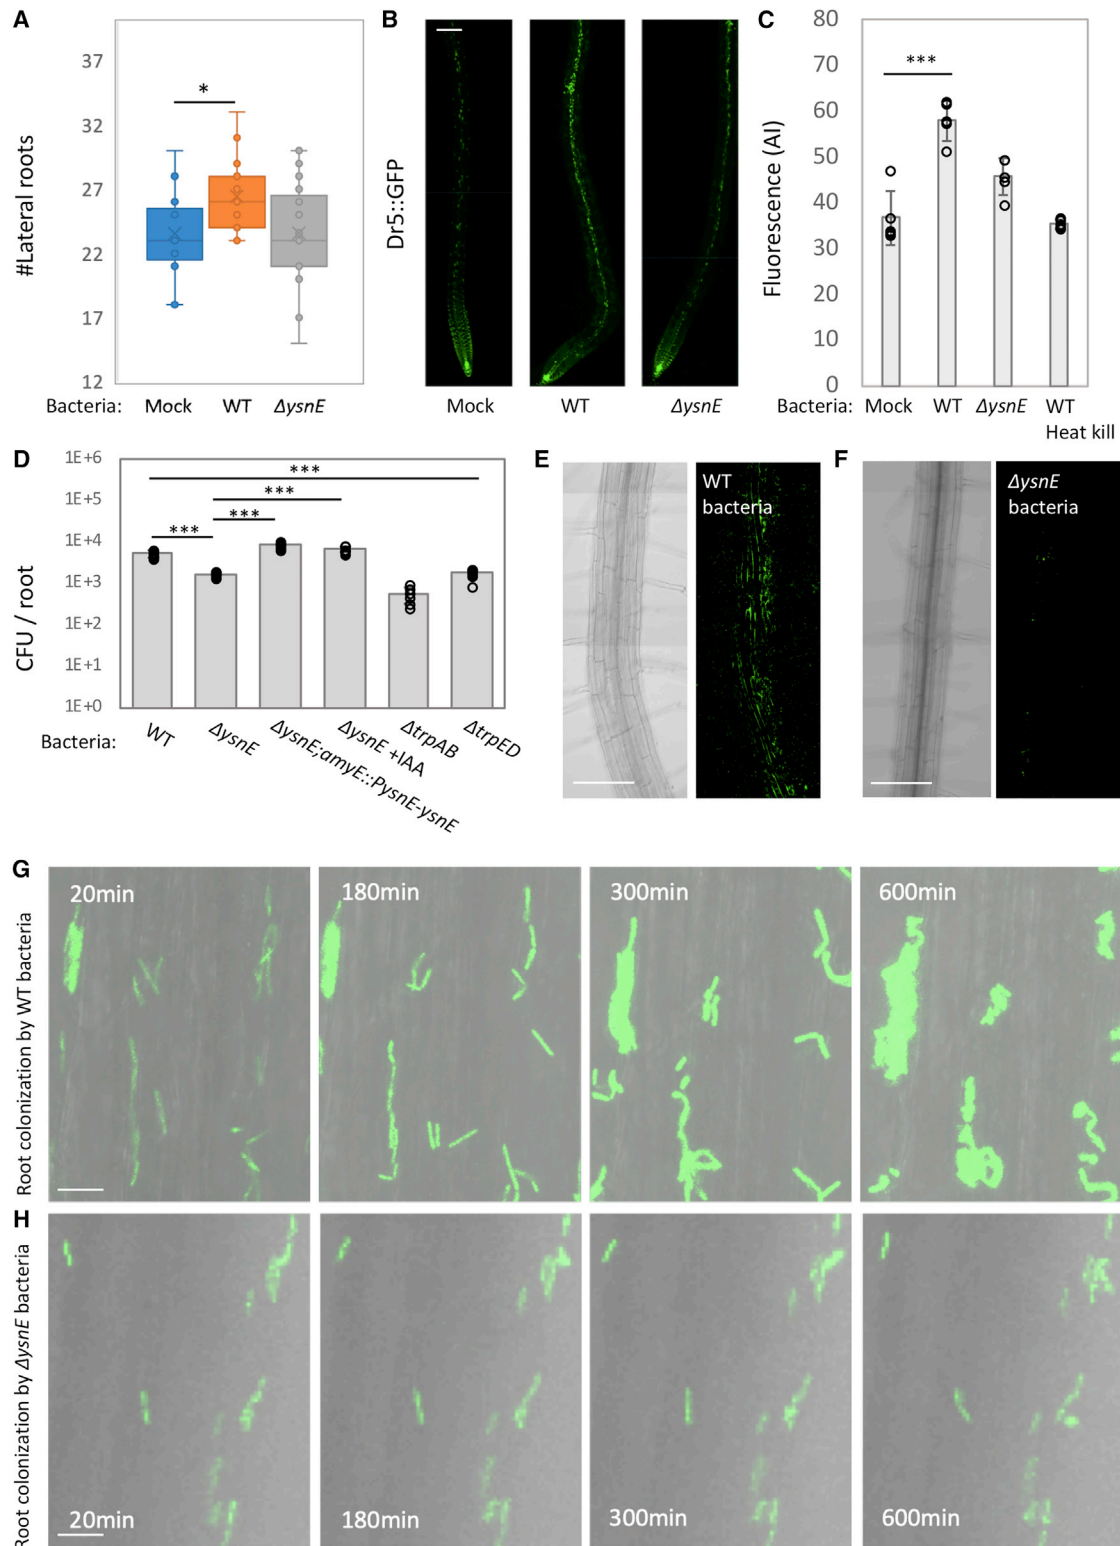 A
#Lateral roots
37
32
27
22
17
12
*
Bacteria: Mock WT ΔysnE
B
Dr5::GFP
Mock WT ΔysnE
C
Fluorescence (AI)
80
70
60
50
40
30
20
10
0
***
Bacteria: Mock WT ΔysnE WT
Heat kill
D
CFU / root
1E+6
1E+5
1E+4
1E+3
1E+2
1E+1
1E+0
***
***
***
***
Bacteria:
WT
ΔysnE
ΔysnE;amyE::PysnE-ysnE
ΔysnE +IAA
ΔtrpAB
ΔtrpED
E
WT
bacteria
F
ΔysnE
bacteria
G
Root colonization by WT bacteria
20min
180min
300min
600min
H
Root colonization by ΔysnE bacteria
20min
180min
300min
600min